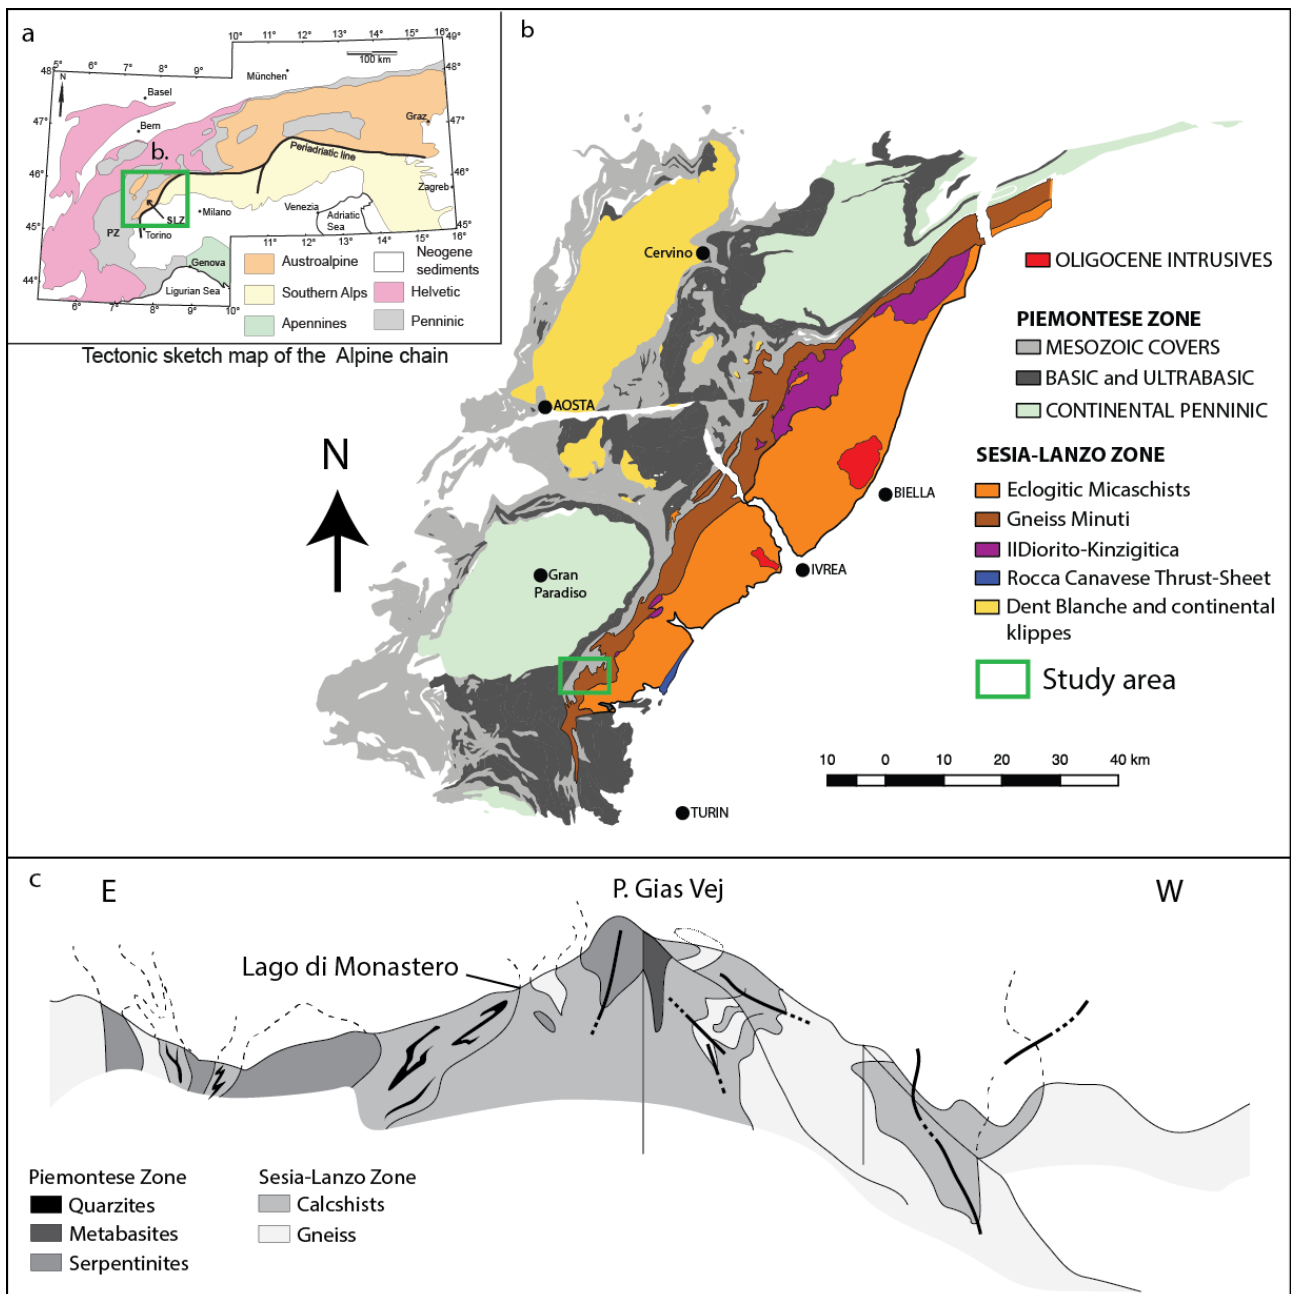 a
10°
11°
12°
13°
14°
15°
16°
49°
100 km
48°
5°
6°
7°
8°
9°
48°
N
München
Basel
Bern
47°
Graz
47°
b.
Periadriatic line
46°
46°
Zagreb
SLZ
Milano
Venezia
Adriatic
Sea
PZ
Torino
45°
45°
11°
12°
13°
14°
15°
16°
Genova
44°
Ligurian Sea
6°
7°
8°
9°
10°
Austroalpine
Neogene
sediments
Southern Alps
Helvetic
Apennines
Penninic
Tectonic sketch map of the Alpine chain
b
Cervino
AOSTA
N
BIELLA
IVREA
Gran
Paradiso
TURIN
OLIGOCENE INTRUSIVES
PIEMONTESE ZONE
MESOZOIC COVERS
BASIC and ULTRABASIC
CONTINENTAL PENNINIC
SESIA-LANZO ZONE
Eclogitic Micaschists
Gneiss Minuti
IIDiorito-Kinzigitica
Rocca Canavese Thrust-Sheet
Dent Blanche and continental
klippes
Study area
10 0 10 20 30 40 km
c
E
P. Gias Vej
W
Lago di Monastero
Piemontese Zone
Quarzites
Metabasites
Serpentinites
Sesia-Lanzo Zone
Calcshists
Gneiss